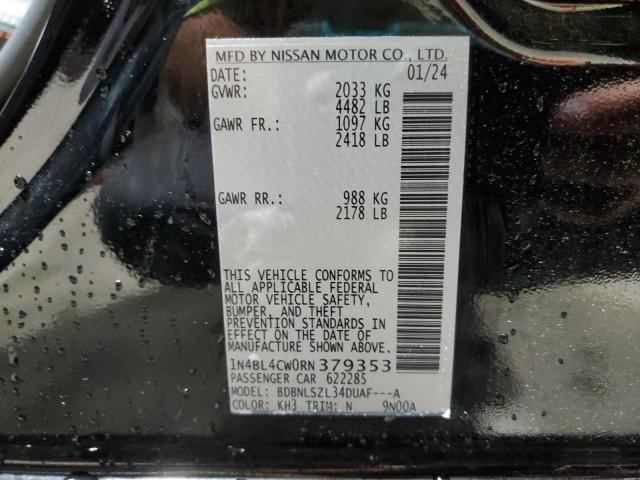 MFD BY NISSAN MOTOR CO., LTD.
DATE: 01/24
GVWR: 2033 KG
4482 LB
GAWR FR.: 1097 KG
2418 LB
GAWR RR.: 988 KG
2178 LB
THIS VEHICLE CONFORMS TO
ALL APPLICABLE FEDERAL
MOTOR VEHICLE SAFETY,
BUMPER, AND THEFT
PREVENTION STANDARDS IN
EFFECT ON THE DATE OF
MANUFACTURE SHOWN ABOVE.
1N4BL4CW0RN379353
PASSENGER CAR 622285
MODEL: BDBNLSZL34DUAF---A
COLOR: KH3 TRIM: N 9N00A